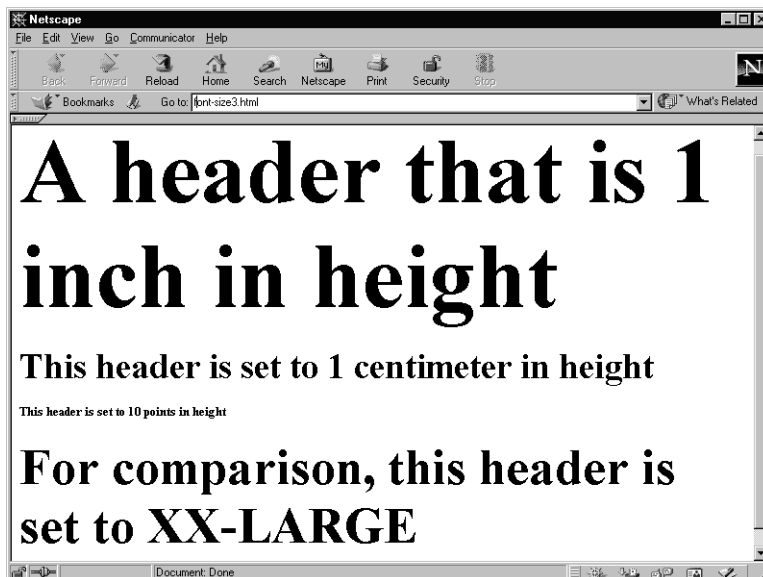 Netscape
File Edit View Go Communicator Help
My
N
Back Forward Reload Home Search Netscape Print Security Stop
Bookmarks Go to: font-size3.html What's Related
A header that is 1
inch in height
This header is set to 1 centimeter in height
This header is set to 10 points in height
For comparison, this header is
set to XX-LARGE
Document: Done